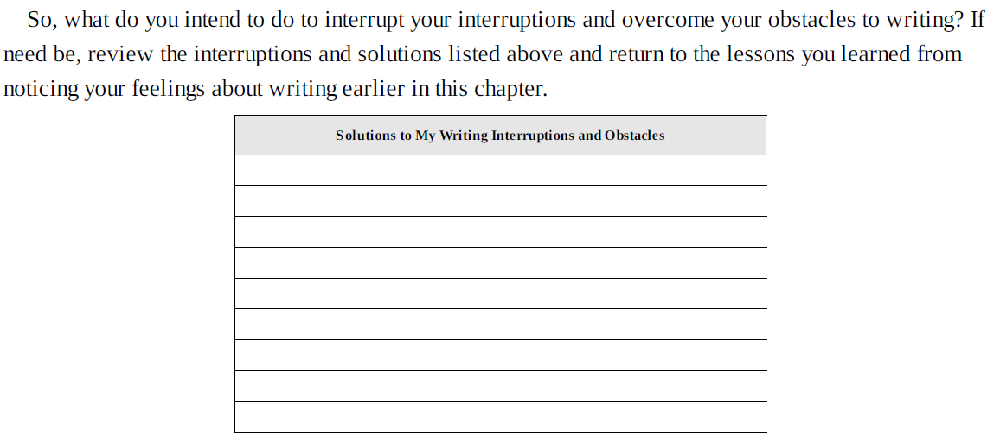 So, what do you intend to do to interrupt your interruptions and overcome your obstacles to writing? If
need be, review the interruptions and solutions listed above and return to the lessons you learned from
noticing your feelings about writing earlier in this chapter.
Solutions to My Writing Interruptions and Obstacles